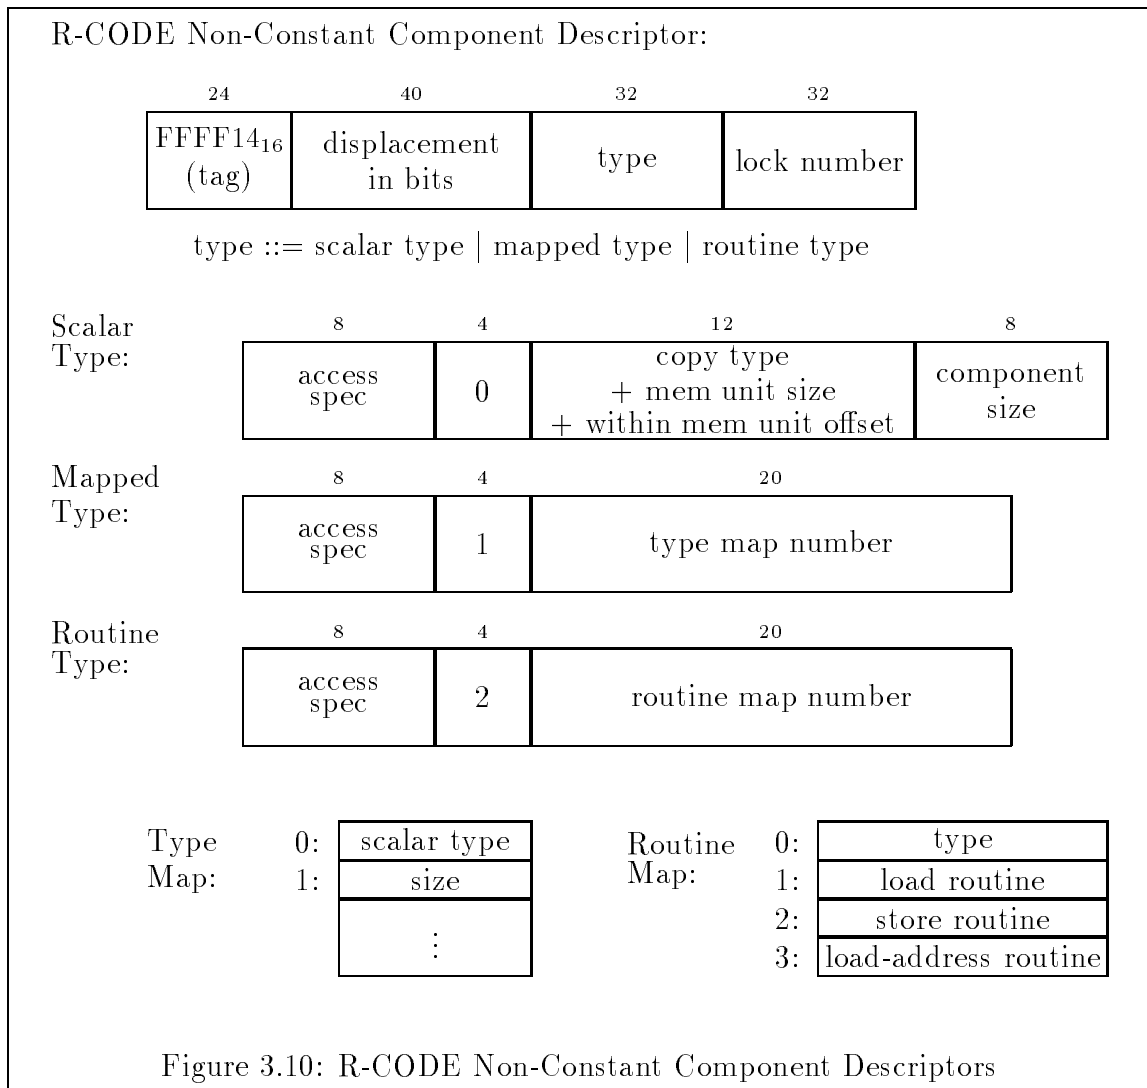 R-CODE Non-Constant Component Descriptor:
24 40 32 32
FFFF14₁₆ (tag)
displacement in bits
type
lock number
type ::= scalar type | mapped type | routine type
Scalar Type:
8 4 12 8
access spec
0
copy type
+ mem unit size
+ within mem unit offset
component size
Mapped Type:
8 4 20
access spec
1
type map number
Routine Type:
8 4 20
access spec
2
routine map number
Type Map:
0: scalar type
1: size
⋮
Routine Map:
0: type
1: load routine
2: store routine
3: load-address routine
Figure 3.10: R-CODE Non-Constant Component Descriptors